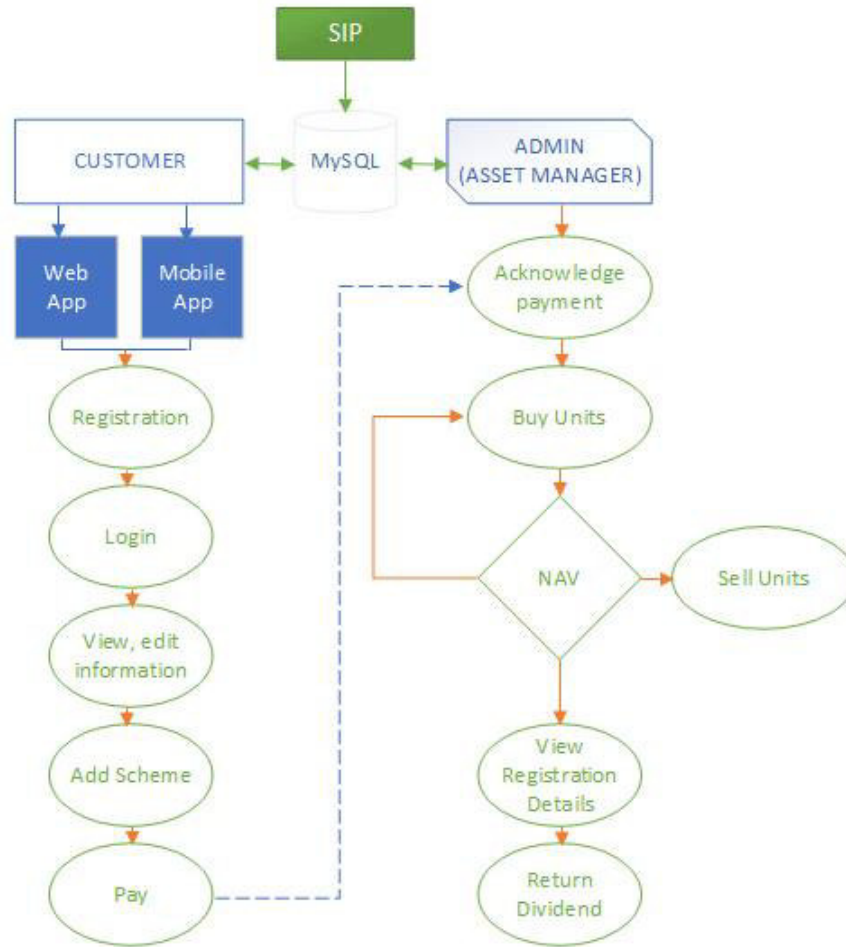 SIP
CUSTOMER
MySQL
ADMIN
(ASSET MANAGER)
Web
App
Mobile
App
Acknowledge
payment
Registration
Buy Units
Login
NAV
Sell Units
View, edit
information
Add Scheme
View
Registration
Details
Pay
Return
Dividend